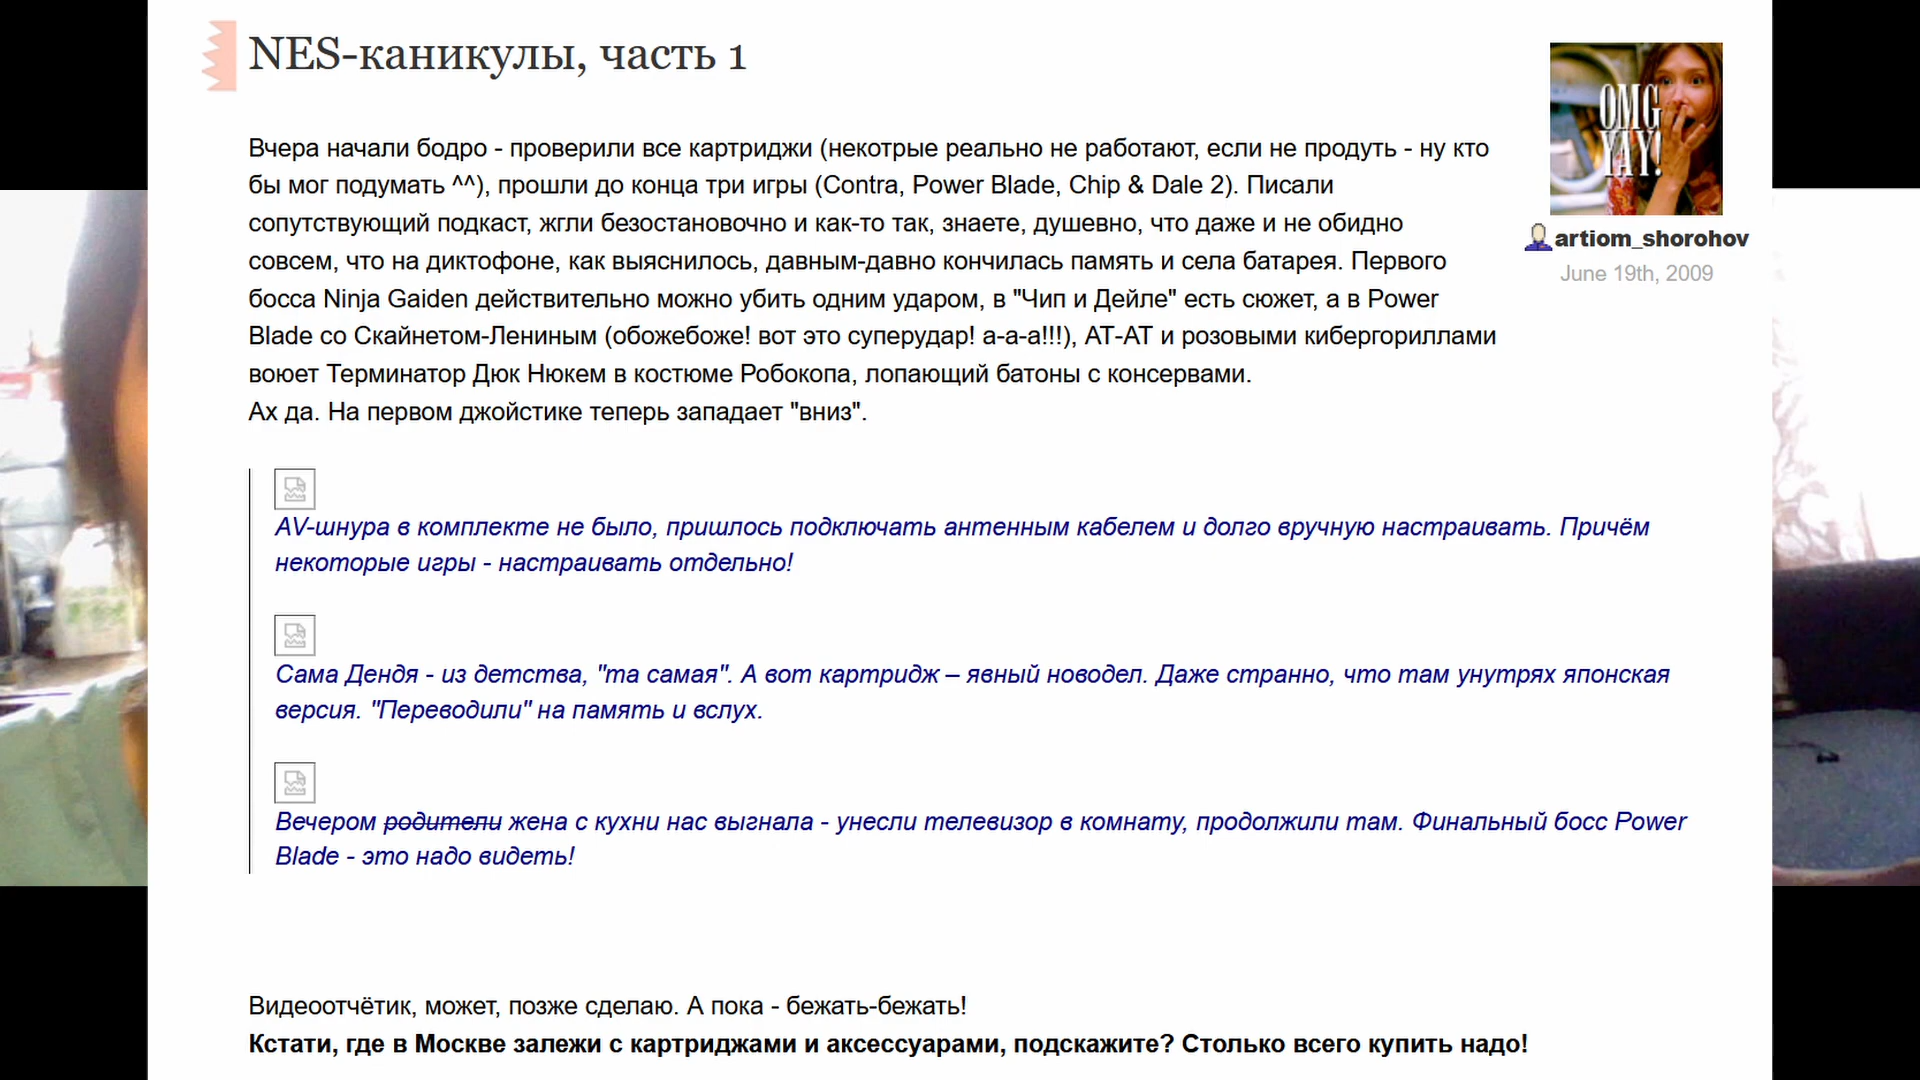 NES-каникулы, часть 1
OMG
YAY!
artiom_shorohov
June 19th, 2009
Вчера начали бодро - проверили все картриджи (некотрые реально не работают, если не продуть - ну кто
бы мог подумать ^^), прошли до конца три игры (Contra, Power Blade, Chip & Dale 2). Писали
сопутствующий подкаст, жгли безостановочно и как-то так, знаете, душевно, что даже и не обидно
совсем, что на диктофоне, как выяснилось, давным-давно кончилась память и села батарея. Первого
босса Ninja Gaiden действительно можно убить одним ударом, в "Чип и Дейле" есть сюжет, а в Power
Blade со Скайнетом-Лениным (обожебоже! вот это суперудар! а-а-а!!!), AT-AT и розовыми кибергориллами
воюет Терминатор Дюк Нюкем в костюме Робокопа, лопающий батоны с консервами.
Ах да. На первом джойстике теперь западает "вниз".
AV-шнура в комплекте не было, пришлось подключать антенным кабелем и долго вручную настраивать. Причём
некоторые игры - настраивать отдельно!
Сама Дендя - из детства, "та самая". А вот картридж – явный новодел. Даже странно, что там унутрях японская
версия. "Переводили" на память и вслух.
Вечером родители жена с кухни нас выгнала - унесли телевизор в комнату, продолжили там. Финальный босс Power
Blade - это надо видеть!
Видеоотчётик, может, позже сделаю. А пока - бежать-бежать!
Кстати, где в Москве залежи с картриджами и аксессуарами, подскажите? Столько всего купить надо!